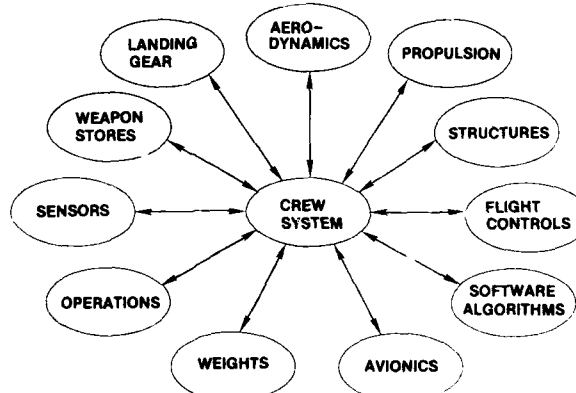 AERO-
DYNAMICS
LANDING
GEAR
PROPULSION
WEAPON
STORES
STRUCTURES
SENSORS
CREW
SYSTEM
FLIGHT
CONTROLS
OPERATIONS
SOFTWARE
ALGORITHMS
WEIGHTS
AVIONICS